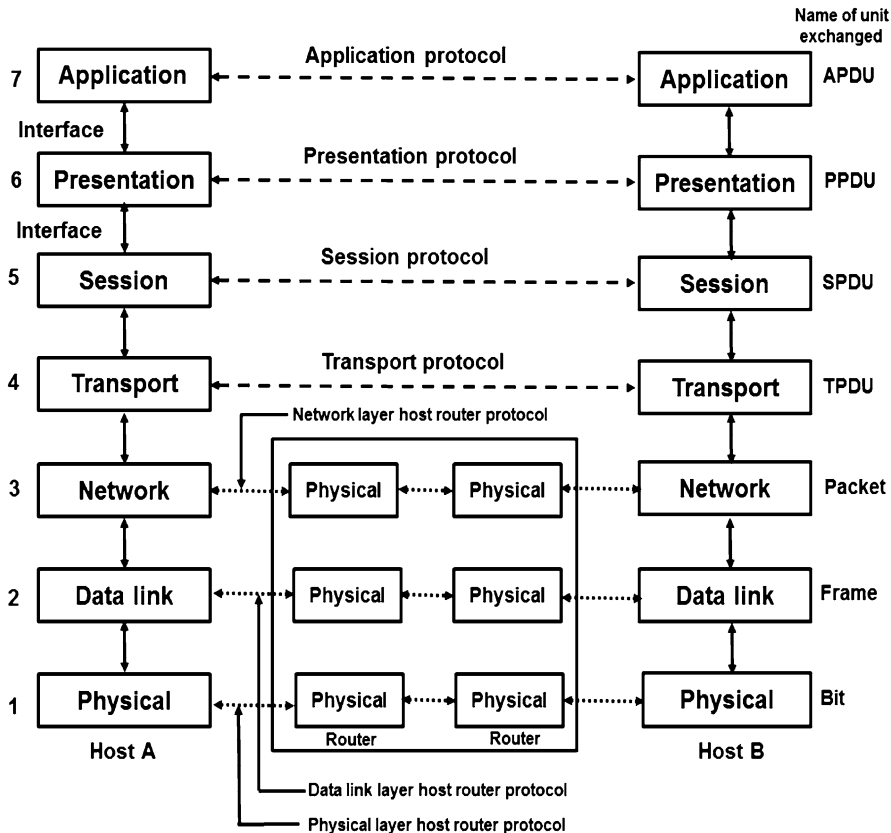 Name of unit
exchanged
7 Application Application protocol Application APDU
Interface
6 Presentation Presentation protocol Presentation PPDU
Interface
5 Session Session protocol Session SPDU
4 Transport Transport protocol Transport TPDU
Network layer host router protocol
3 Network Physical Physical Network Packet
2 Data link Physical Physical Data link Frame
1 Physical Physical Physical Physical Bit
Router Router
Host A Host B
Data link layer host router protocol
Physical layer host router protocol